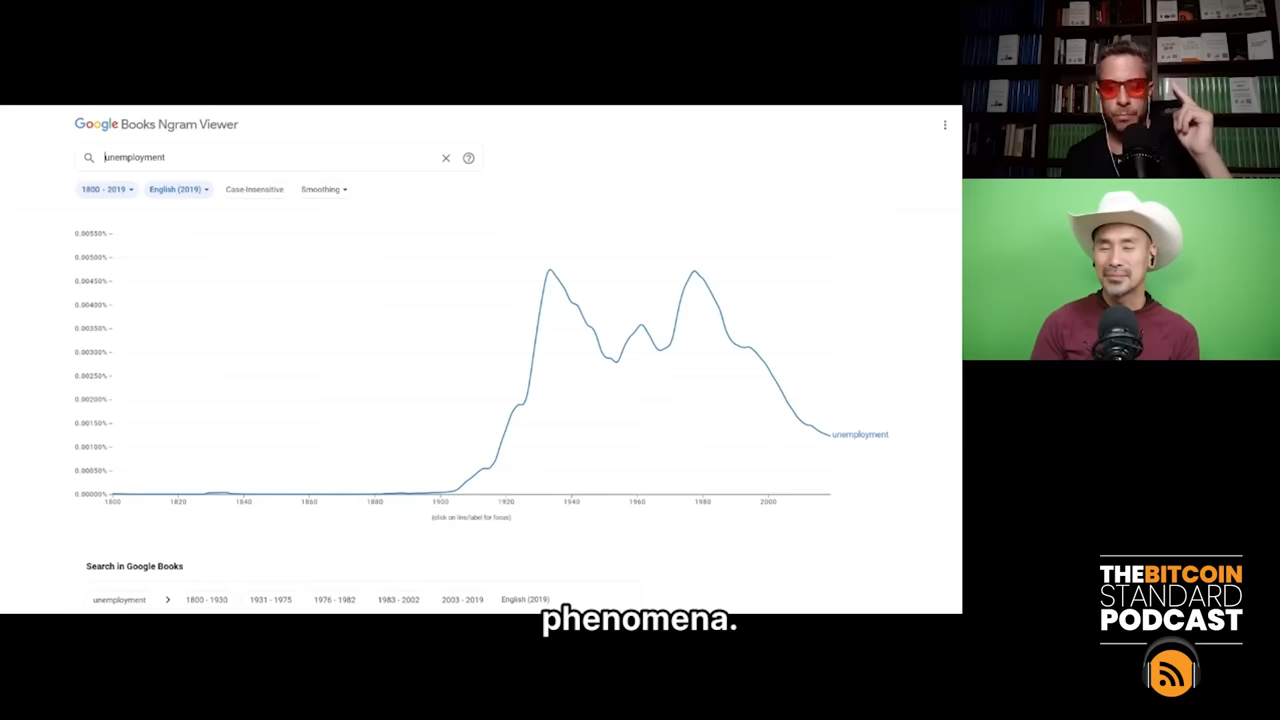 Google Books Ngram Viewer
unemployment
1800 - 2019
English (2019)
Case-Insensitive
Smoothing
0.00550%
0.00500%
0.00450%
0.00400%
0.00350%
0.00300%
0.00250%
0.00200%
0.00150%
0.00100%
0.00050%
0.00000%
unemployment
1800 1820 1840 1860 1880 1900 1920 1940 1960 1980 2000
(click on line/label for focus)
Search in Google Books
unemployment 1800 - 1930 1931 - 1975 1976 - 1982 1983 - 2002 2003 - 2019 English (2019)
phenomena.
THEBITCOIN
STANDARD
PODCAST